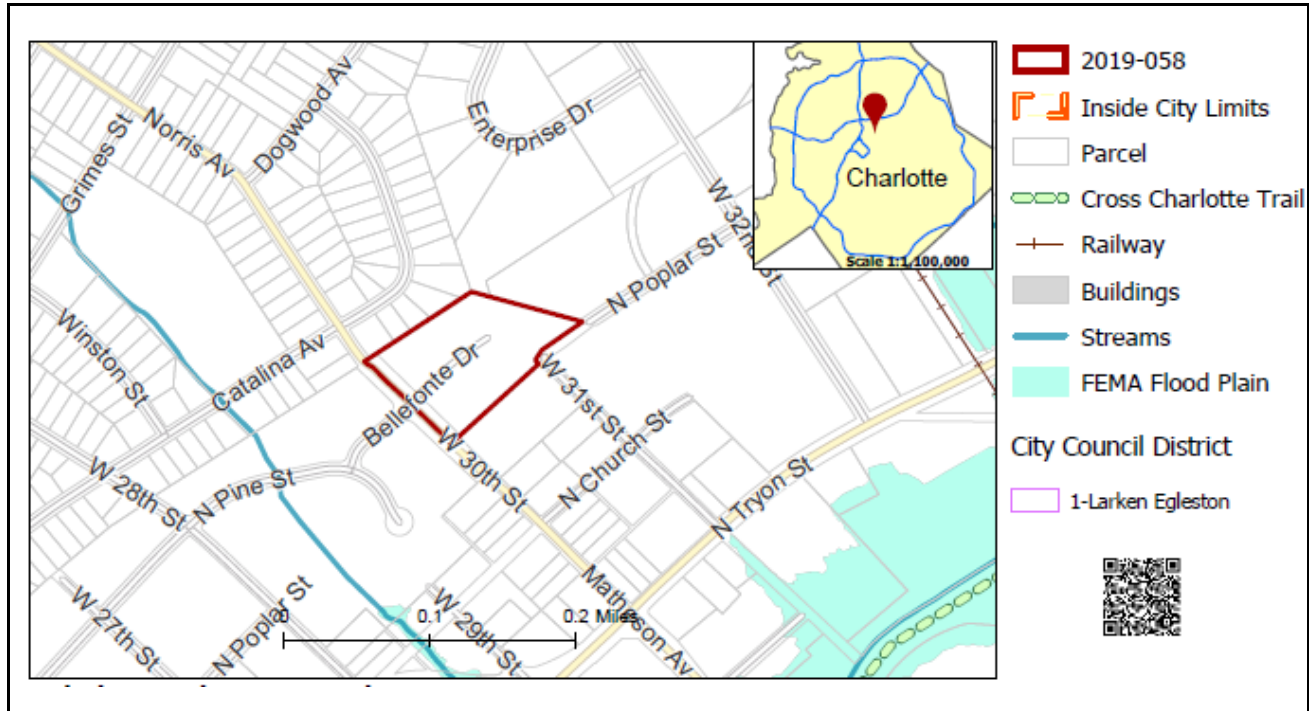 Dogwood Av
Norris Av
Enterprise Dr
Grimes St
Charlotte
Scale 1:1,100,000
W 32nd St
N Poplar St
Winston St
Catalina Av
Bellefonte Dr
W 31st St
W 30th St
N Church St
N Pine St
W 28th St
N Tryon St
W 27th St
N Poplar St
W 29th St
Matheson Av
0
0.1
0.2 Miles
2019-058
Inside City Limits
Parcel
Cross Charlotte Trail
Railway
Buildings
Streams
FEMA Flood Plain
City Council District
1-Larken Egleston